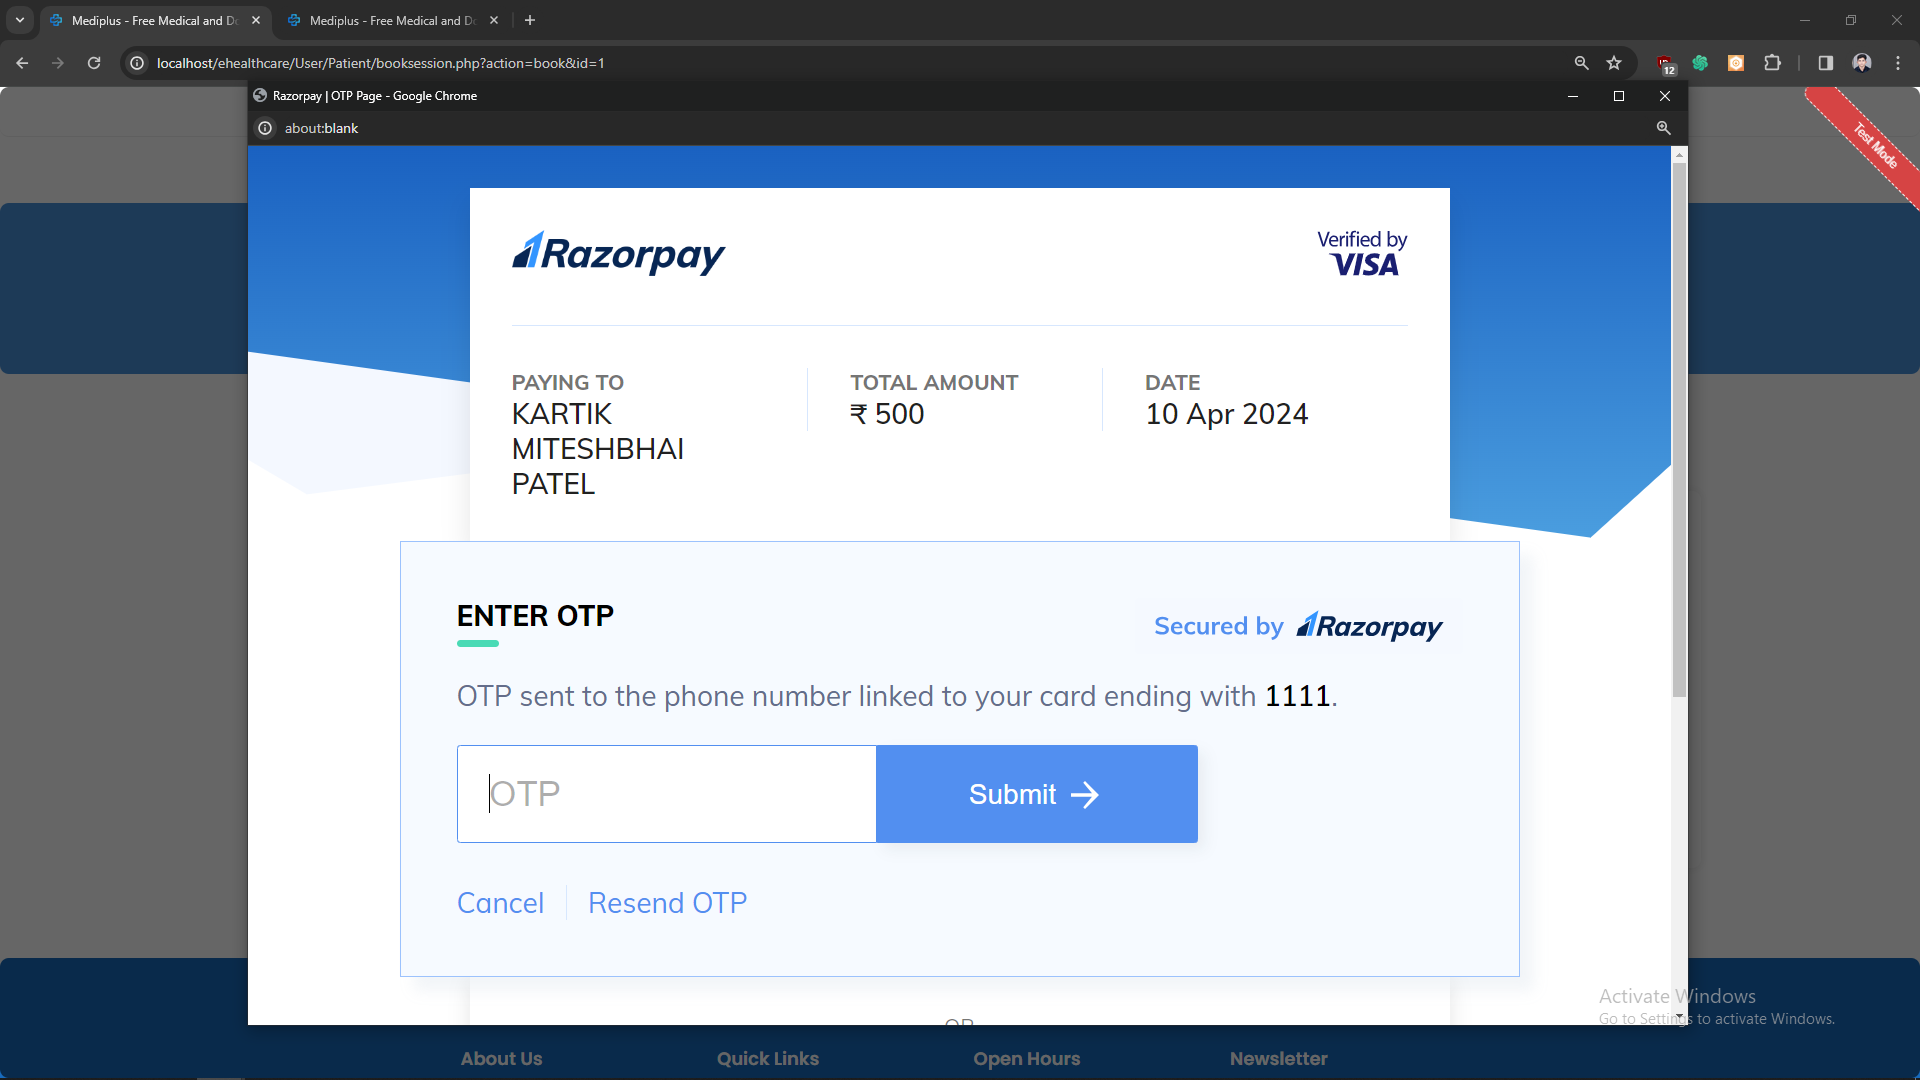 Mediplus - Free Medical and Do
Mediplus - Free Medical and Do
localhost/ehealthcare/User/Patient/booksession.php?action=book&id=1
12
Razorpay | OTP Page - Google Chrome
about:blank
Test Mode
Razorpay
Verified by
VISA
PAYING TO
KARTIK
MITESHBHAI
PATEL
TOTAL AMOUNT
₹ 500
DATE
10 Apr 2024
ENTER OTP
Secured by Razorpay
OTP sent to the phone number linked to your card ending with 1111.
OTP
Submit
Cancel
Resend OTP
OR
Activate Windows
Go to Settings to activate Windows.
About Us
Quick Links
Open Hours
Newsletter